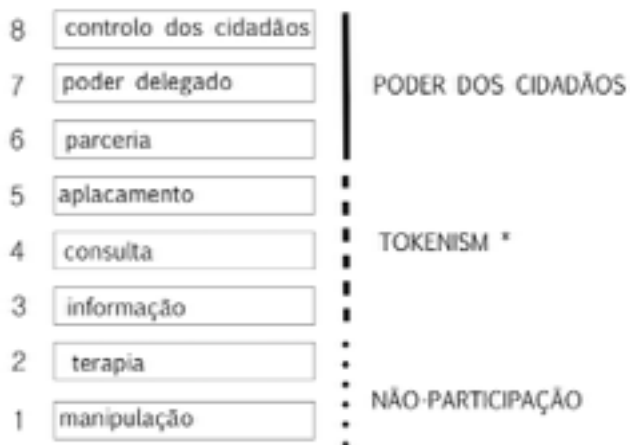 8 controlo dos cidadãos
7 poder delegado PODER DOS CIDADÃOS
6 parceria
5 aplacamento
4 consulta TOKENISM *
3 informação
2 terapia
1 manipulação NÃO-PARTICIPAÇÃO